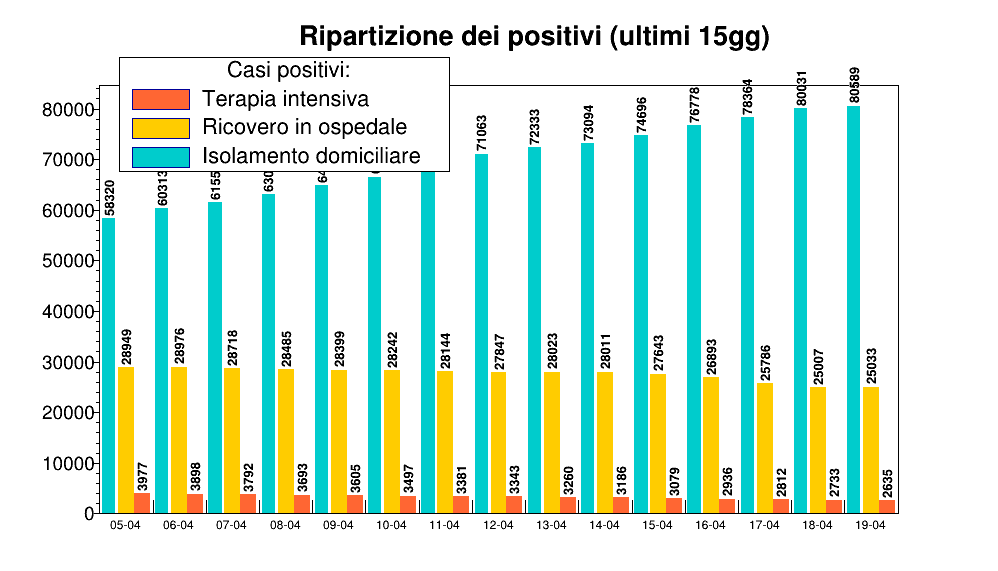 Ripartizione dei positivi (ultimi 15gg)
Casi positivi:
Terapia intensiva
Ricovero in ospedale
Isolamento domiciliare
80000
70000
60000
50000
40000
30000
20000
10000
0
58320 28949 3977
60313 28976 3898
28718 3792
28485 3693
28399 3605
28242 3497
28144 3381
71063 27847 3343
72333 28023 3260
73094 28011 3186
74696 27643 3079
76778 26893 2936
78364 25786 2812
80031 25007 2733
80589 25033 2635
05-04 06-04 07-04 08-04 09-04 10-04 11-04 12-04 13-04 14-04 15-04 16-04 17-04 18-04 19-04